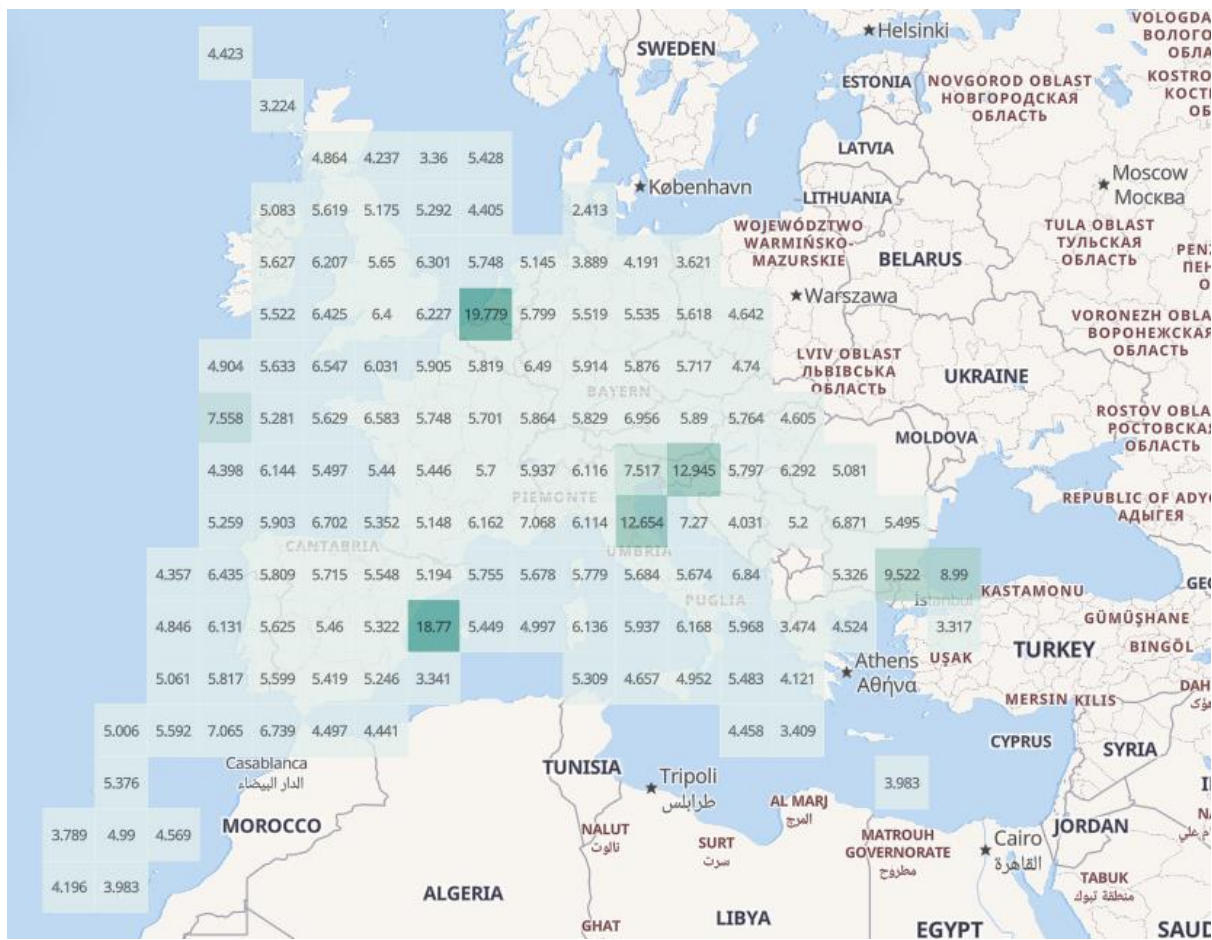 VOLOGDA
ВОЛОГО
ОБЛА
Helsinki
SWEDEN
4.423
ESTONIA
NOVGOROD OBLAST
НОВГОРОДСКАЯ
ОБЛАСТЬ
KOSTRO
КОСТ
ОБ
3.224
LATVIA
4.864 4.237 3.36 5.428
Moscow
Москва
København
LITHUANIA
5.083 5.619 5.175 5.292 4.405 2.413
WOJEWÓDZTWO
WARMIŃSKO-
MAZURSKIE
TULA OBLAST
ТУЛЬСКАЯ
ОБЛАСТЬ
BELARUS
PENZ
ПЕН
О
5.627 6.207 5.65 6.301 5.748 5.145 3.889 4.191 3.621
Warszawa
5.522 6.425 6.4 6.227 19.779 5.799 5.519 5.535 5.618 4.642
VORONEZH OBLA
ВОРОНЕЖСКАЯ
ОБЛАСТЬ
LVIV OBLAST
ЛЬВІВСЬКА
ОБЛАСТЬ
4.904 5.633 6.547 6.031 5.905 5.819 6.49 5.914 5.876 5.717 4.74
UKRAINE
BAYERN
ROSTOV OBLA
РОСТОВСКА
ОБЛАСТЬ
7.558 5.281 5.629 6.583 5.748 5.701 5.864 5.829 6.956 5.89 5.764 4.605
MOLDOVA
4.398 6.144 5.497 5.44 5.446 5.7 5.937 6.116 7.517 12.945 5.797 6.292 5.081
PIEMONTE
REPUBLIC OF ADYG
АДЫГЕЯ
5.259 5.903 6.702 5.352 5.148 6.162 7.068 6.114 12.654 7.27 4.031 5.2 6.871 5.495
CANTABRIA
UMBRIA
4.357 6.435 5.809 5.715 5.548 5.194 5.755 5.678 5.779 5.684 5.674 6.84 5.326 9.522 8.99
GEO
KASTAMONU
PUGLIA
İstanbul
GÜMÜŞHANE
4.846 6.131 5.625 5.46 5.322 18.77 5.449 4.997 6.136 5.937 6.168 5.968 3.474 4.524 3.317
TURKEY
BINGÖL
UŞAK
Athens
Αθήνα
5.061 5.817 5.599 5.419 5.246 3.341 5.309 4.657 4.952 5.483 4.121
MERSIN KILIS
DAH
هۆک
5.006 5.592 7.065 6.739 4.497 4.441 4.458 3.409
CYPRUS
SYRIA
Casablanca
الدار البيضاء
TUNISIA
Tripoli
طرابلس
5.376
3.983
AL MARJ
المرج
MOROCCO
3.789 4.99 4.569
NALUT
نالوت
SURT
سرت
MATROUH
GOVERNORATE
مطروح
Cairo
القاهرة
JORDAN
ALGERIA
4.196 3.983
TABUK
منطقة تبوك
LIBYA
GHAT
EGYPT
SAUD